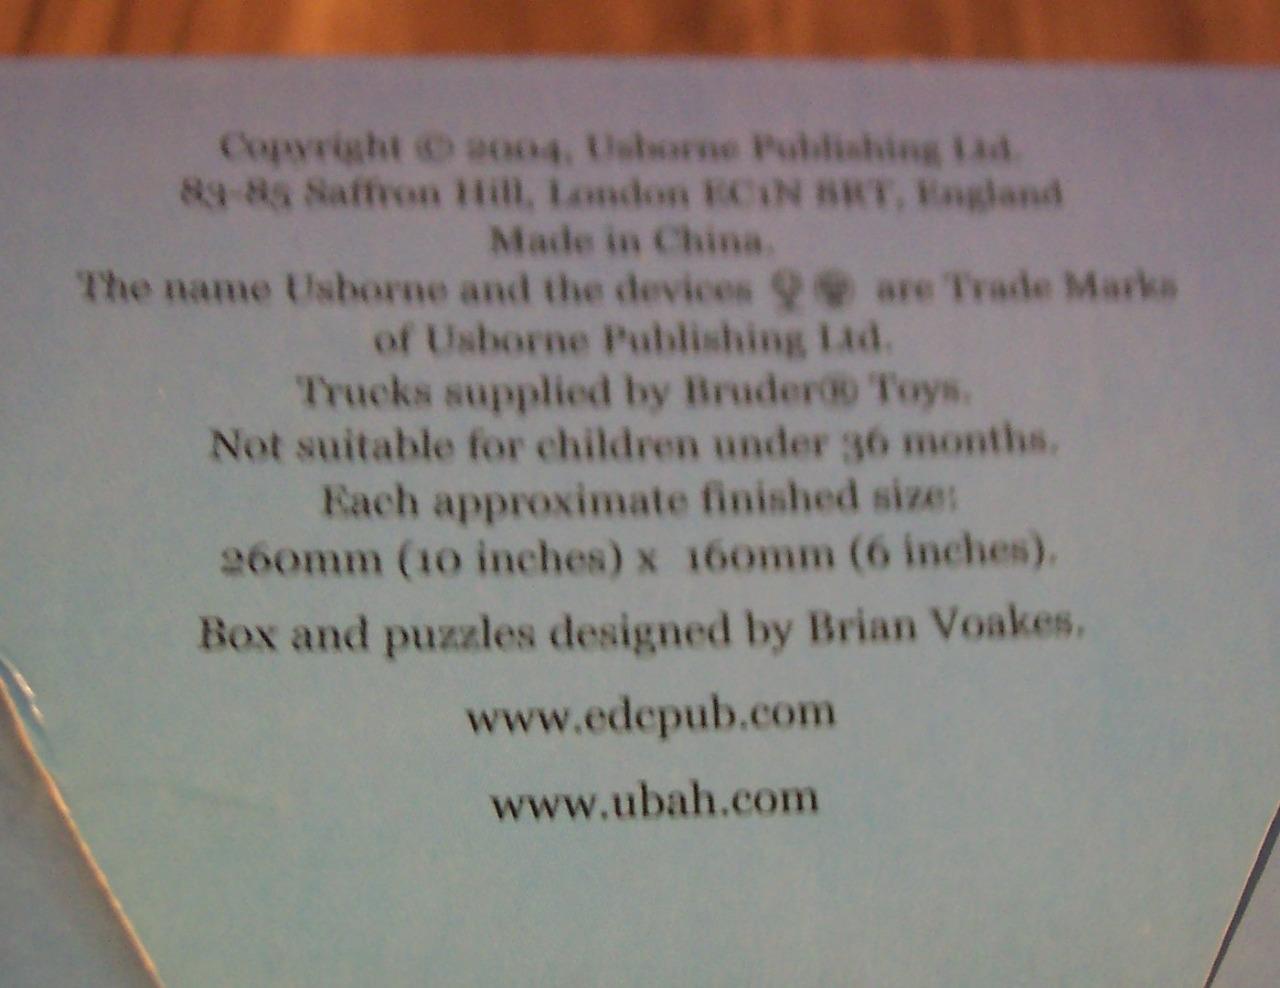 Copyright © 2004, Usborne Publishing Ltd.
83-85 Saffron Hill, London EC1N 8RT, England
Made in China.
The name Usborne and the devices are Trade Marks
of Usborne Publishing Ltd.
Trucks supplied by Bruder® Toys.
Not suitable for children under 36 months.
Each approximate finished size:
260mm (10 inches) x 160mm (6 inches).
Box and puzzles designed by Brian Voakes.
www.edcpub.com
www.ubah.com